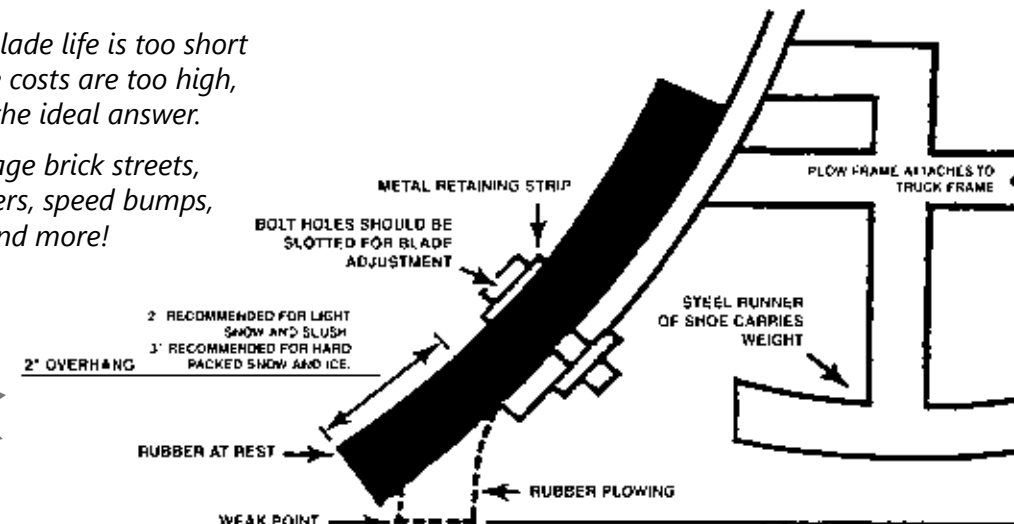 lade life is too short
costs are too high,
the ideal answer.
age brick streets,
ers, speed bumps,
nd more!
METAL RETAINING STRIP
BOLT HOLES SHOULD BE
SLOTTED FOR BLADE
ADJUSTMENT
PLOW FRAME ATTACHES TO
TRUCK FRAME
STEEL RUNNER
OF SHOE CARRIES
WEIGHT
2" RECOMMENDED FOR LIGHT
SNOW AND SLUSH
3" RECOMMENDED FOR HARD
PACKED SNOW AND ICE.
2" OVERHANG
RUBBER AT REST
RUBBER PLOWING
WEAK POINT